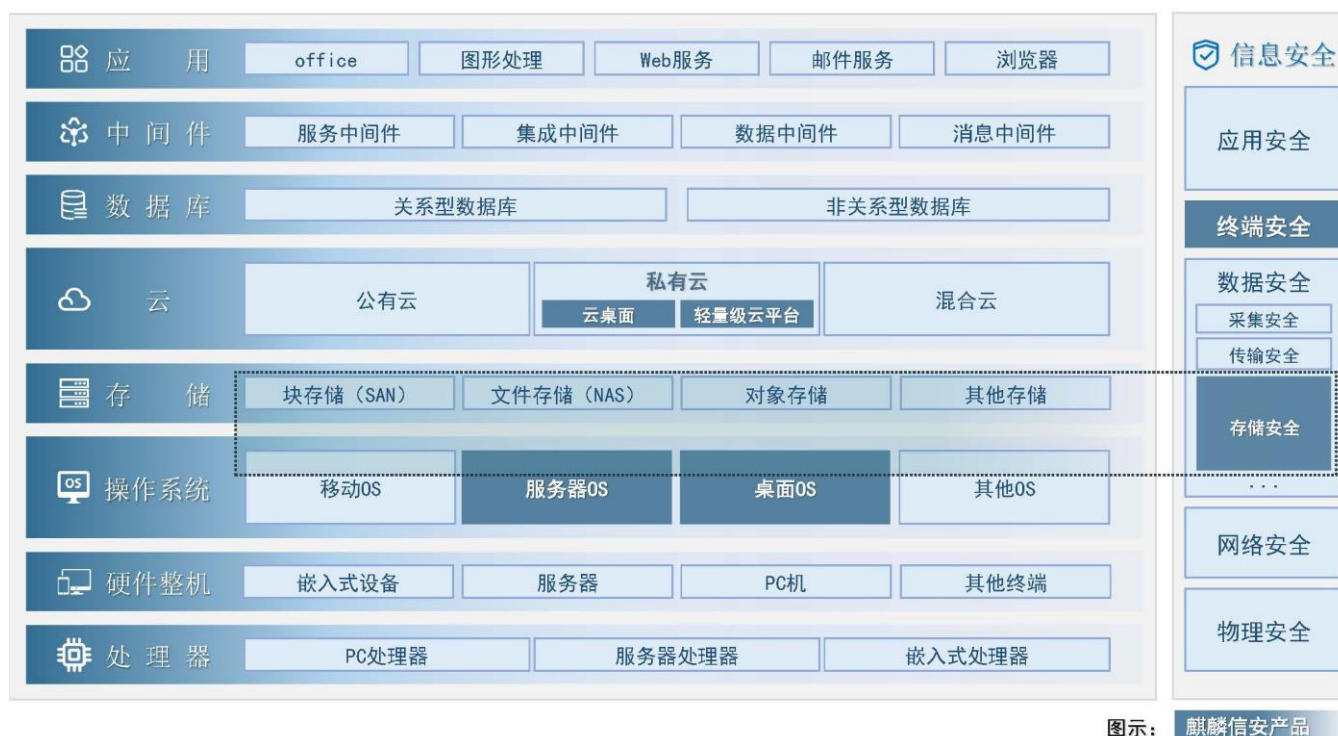 应用 office 图形处理 Web服务 邮件服务 浏览器
中间件 服务中间件 集成中间件 数据中间件 消息中间件
数据库 关系型数据库 非关系型数据库
云 公有云 私有云 混合云
云桌面 轻量级云平台
存储 块存储（SAN） 文件存储（NAS） 对象存储 其他存储
OS 操作系统 移动OS 服务器OS 桌面OS 其他OS
硬件整机 嵌入式设备 服务器 PC机 其他终端
处理器 PC处理器 服务器处理器 嵌入式处理器
信息安全
应用安全
终端安全
数据安全
采集安全
传输安全
存储安全
...
网络安全
物理安全
图示： 麒麟信安产品